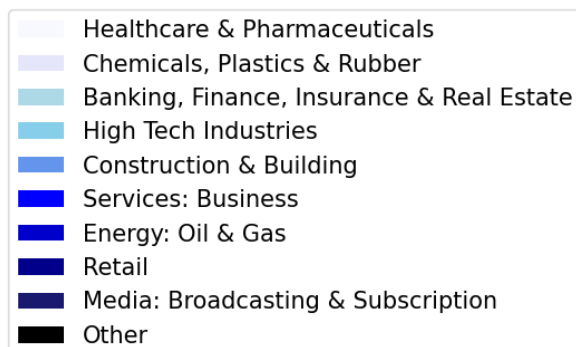 Healthcare & Pharmaceuticals
Chemicals, Plastics & Rubber
Banking, Finance, Insurance & Real Estate
High Tech Industries
Construction & Building
Services: Business
Energy: Oil & Gas
Retail
Media: Broadcasting & Subscription
Other